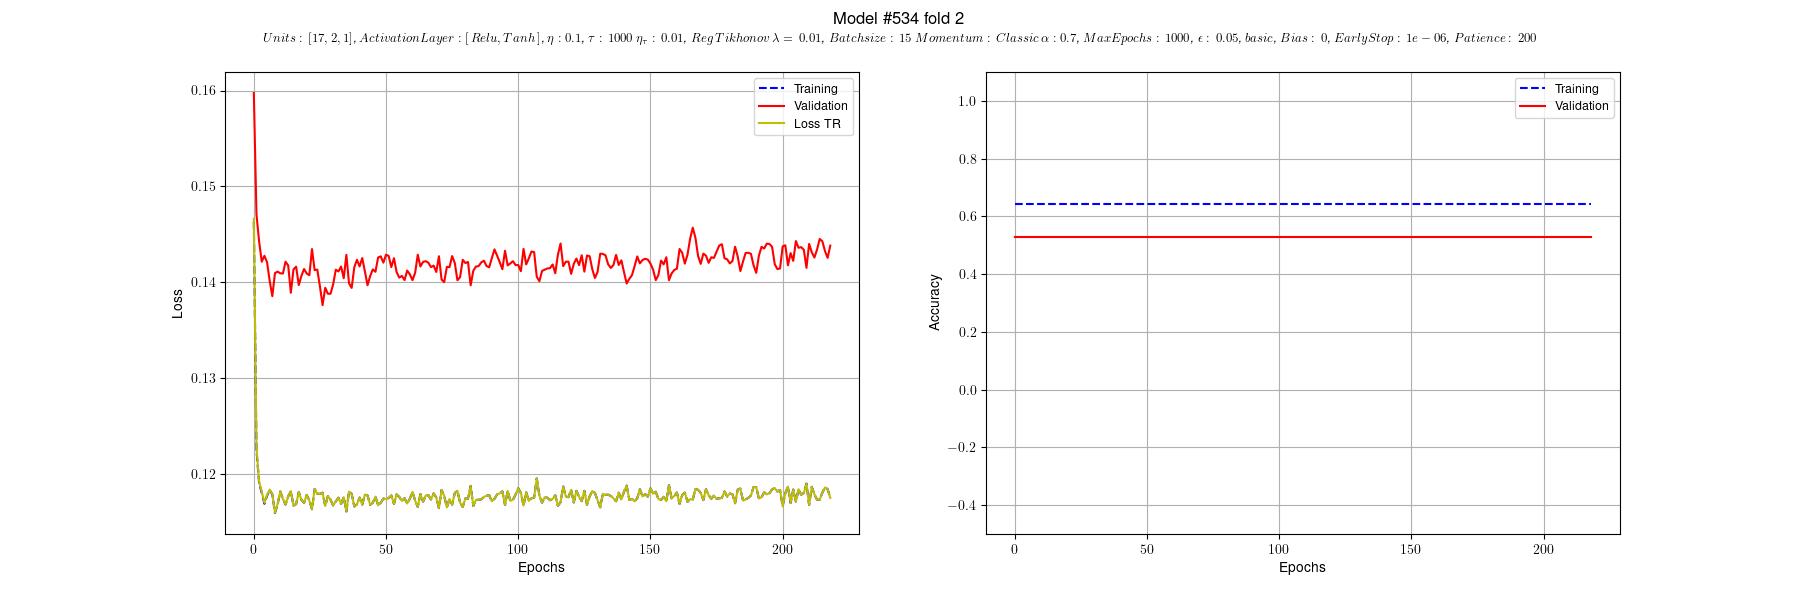 Model #534 fold 2
Units : [17, 2, 1], ActivationLayer : [ Relu, Tanh ], η : 0.1, τ : 1000 η_τ : 0.01, RegTikhonov λ = 0.01, Batchsize : 15 Momentum : Classic α : 0.7, MaxEpochs : 1000, ϵ : 0.05, basic, Bias : 0, EarlyStop : 1e − 06, Patience : 200
Loss
0.16
0.15
0.14
0.13
0.12
Training
Validation
Loss TR
0
50
100
150
200
Epochs
Accuracy
1.0
0.8
0.6
0.4
0.2
0.0
−0.2
−0.4
Training
Validation
0
50
100
150
200
Epochs